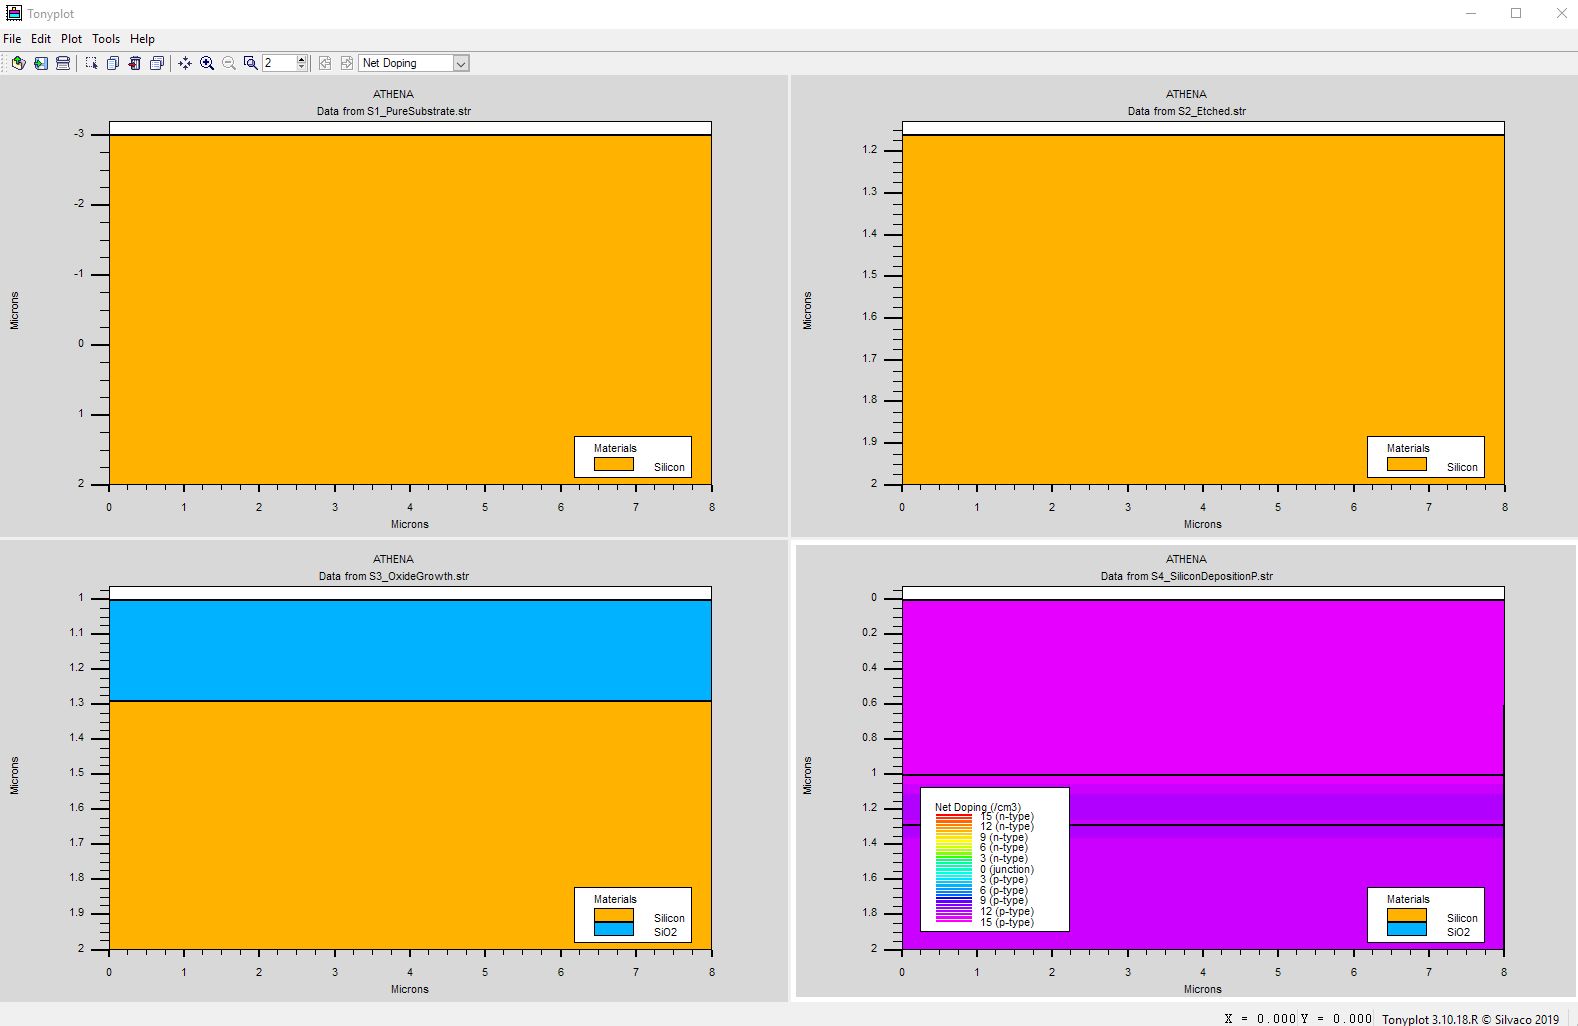 Tonyplot
File Edit Plot Tools Help
2 Net Doping
ATHENA
Data from S1_PureSubstrate.str
-3
-2
-1
0
1
2
Microns
Materials
Silicon
0 1 2 3 4 5 6 7 8
Microns
ATHENA
Data from S2_Etched.str
1.2
1.3
1.4
1.5
1.6
1.7
1.8
1.9
2
Microns
Materials
Silicon
0 1 2 3 4 5 6 7 8
Microns
ATHENA
Data from S3_OxideGrowth.str
1
1.1
1.2
1.3
1.4
1.5
1.6
1.7
1.8
1.9
2
Microns
Materials
Silicon
SiO2
0 1 2 3 4 5 6 7 8
Microns
ATHENA
Data from S4_SiliconDepositionP.str
0
0.2
0.4
0.6
0.8
1
1.2
1.4
1.6
1.8
2
Microns
Net Doping (/cm3)
15 (n-type)
12 (n-type)
9 (n-type)
6 (n-type)
3 (n-type)
0 (junction)
3 (p-type)
6 (p-type)
9 (p-type)
12 (p-type)
15 (p-type)
Materials
Silicon
SiO2
0 1 2 3 4 5 6 7 8
Microns
X = 0.000 Y = 0.000 Tonyplot 3.10.18.R © Silvaco 2019